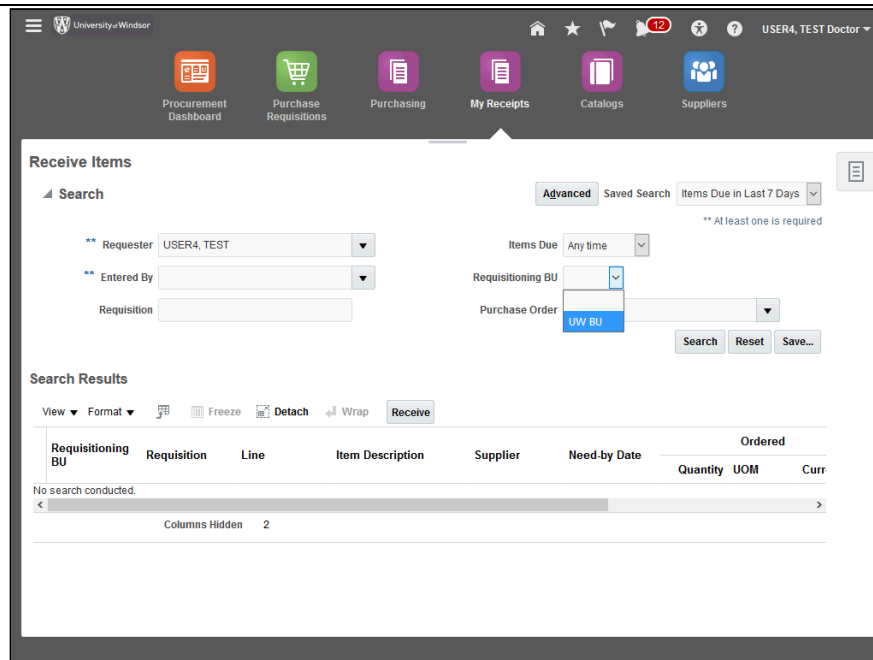 University of Windsor
12
?
USER4, TEST Doctor
Procurement Dashboard
Purchase Requisitions
Purchasing
My Receipts
Catalogs
Suppliers
Receive Items
Search
Advanced Saved Search Items Due in Last 7 Days
** At least one is required
** Requester USER4, TEST Items Due Any time
** Entered By Requisitioning BU
Requisition Purchase Order
UW BU
Search Reset Save...
Search Results
View Format Freeze Detach Wrap Receive
Requisitioning BU Requisition Line Item Description Supplier Need-by Date Ordered
Quantity UOM Curr
No search conducted.
Columns Hidden 2